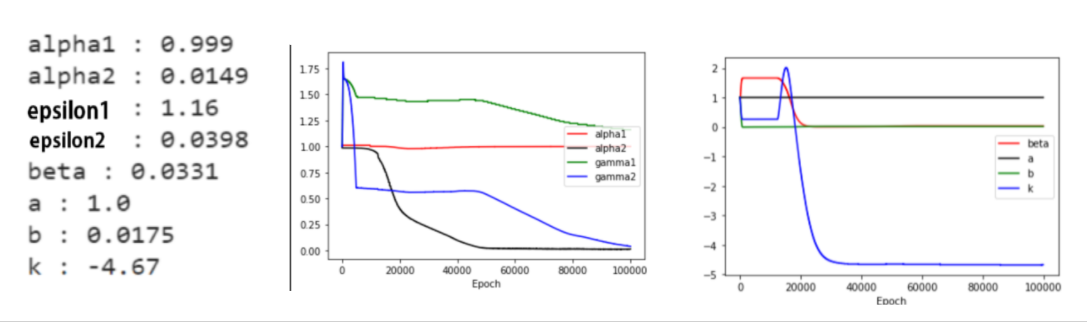 alpha1 : 0.999
alpha2 : 0.0149
epsilon1 : 1.16
epsilon2 : 0.0398
beta : 0.0331
a : 1.0
b : 0.0175
k : -4.67
1.75
1.50
1.25
1.00
0.75
0.50
0.25
0.00
alpha1
alpha2
gamma1
gamma2
0 20000 40000 60000 80000 100000
Epoch
2
1
0
−1
−2
−3
−4
−5
beta
a
b
k
0 20000 40000 60000 80000 100000
Epoch